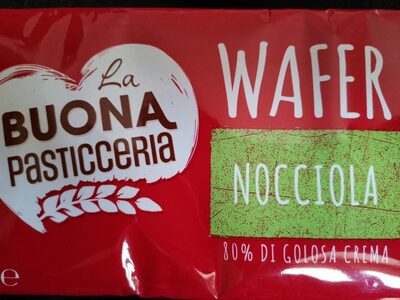 La
BUONA
PASTICCERIA
WAFER
NOCCIOLA
80% DI GOLOSA CREMA
e